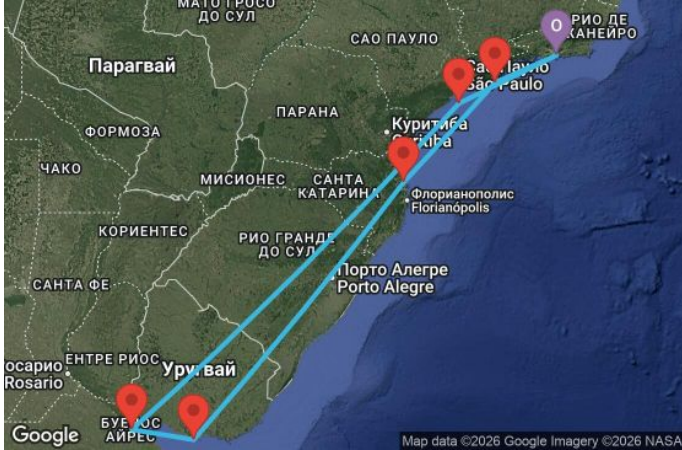 МАТО ГРОСО
ДО СУЛ
О
РИО ДЕ
ЖАНЕЙРО
САО ПАУЛО
Парагвай
São Paulo
ПАРАНА
Куритиба
Curitiba
ФОРМОЗА
ЧАКО
МИСИОНЕС
САНТА
КАТАРИНА
Флорианополис
Florianópolis
КОРИЕНТЕС
РИО ГРАНДЕ
ДО СУЛ
Порто Алегре
Porto Alegre
САНТА ФЕ
ЕНТРЕ РИОС
осарио
Rosario
Уругвай
БУЕНОС
АЙРЕС
Google
Map data ©2026 Google Imagery ©2026 NASA